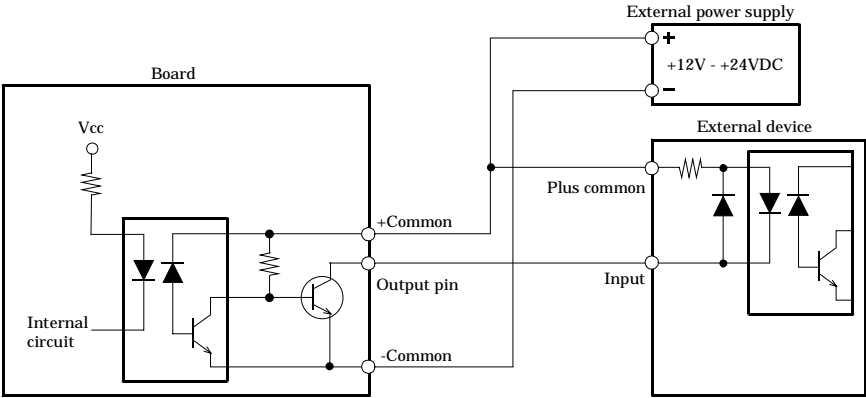 External power supply
+
+12V - +24VDC
−
Board
External device
Vcc
Plus common
+Common
Output pin
Input
Internal
circuit
-Common